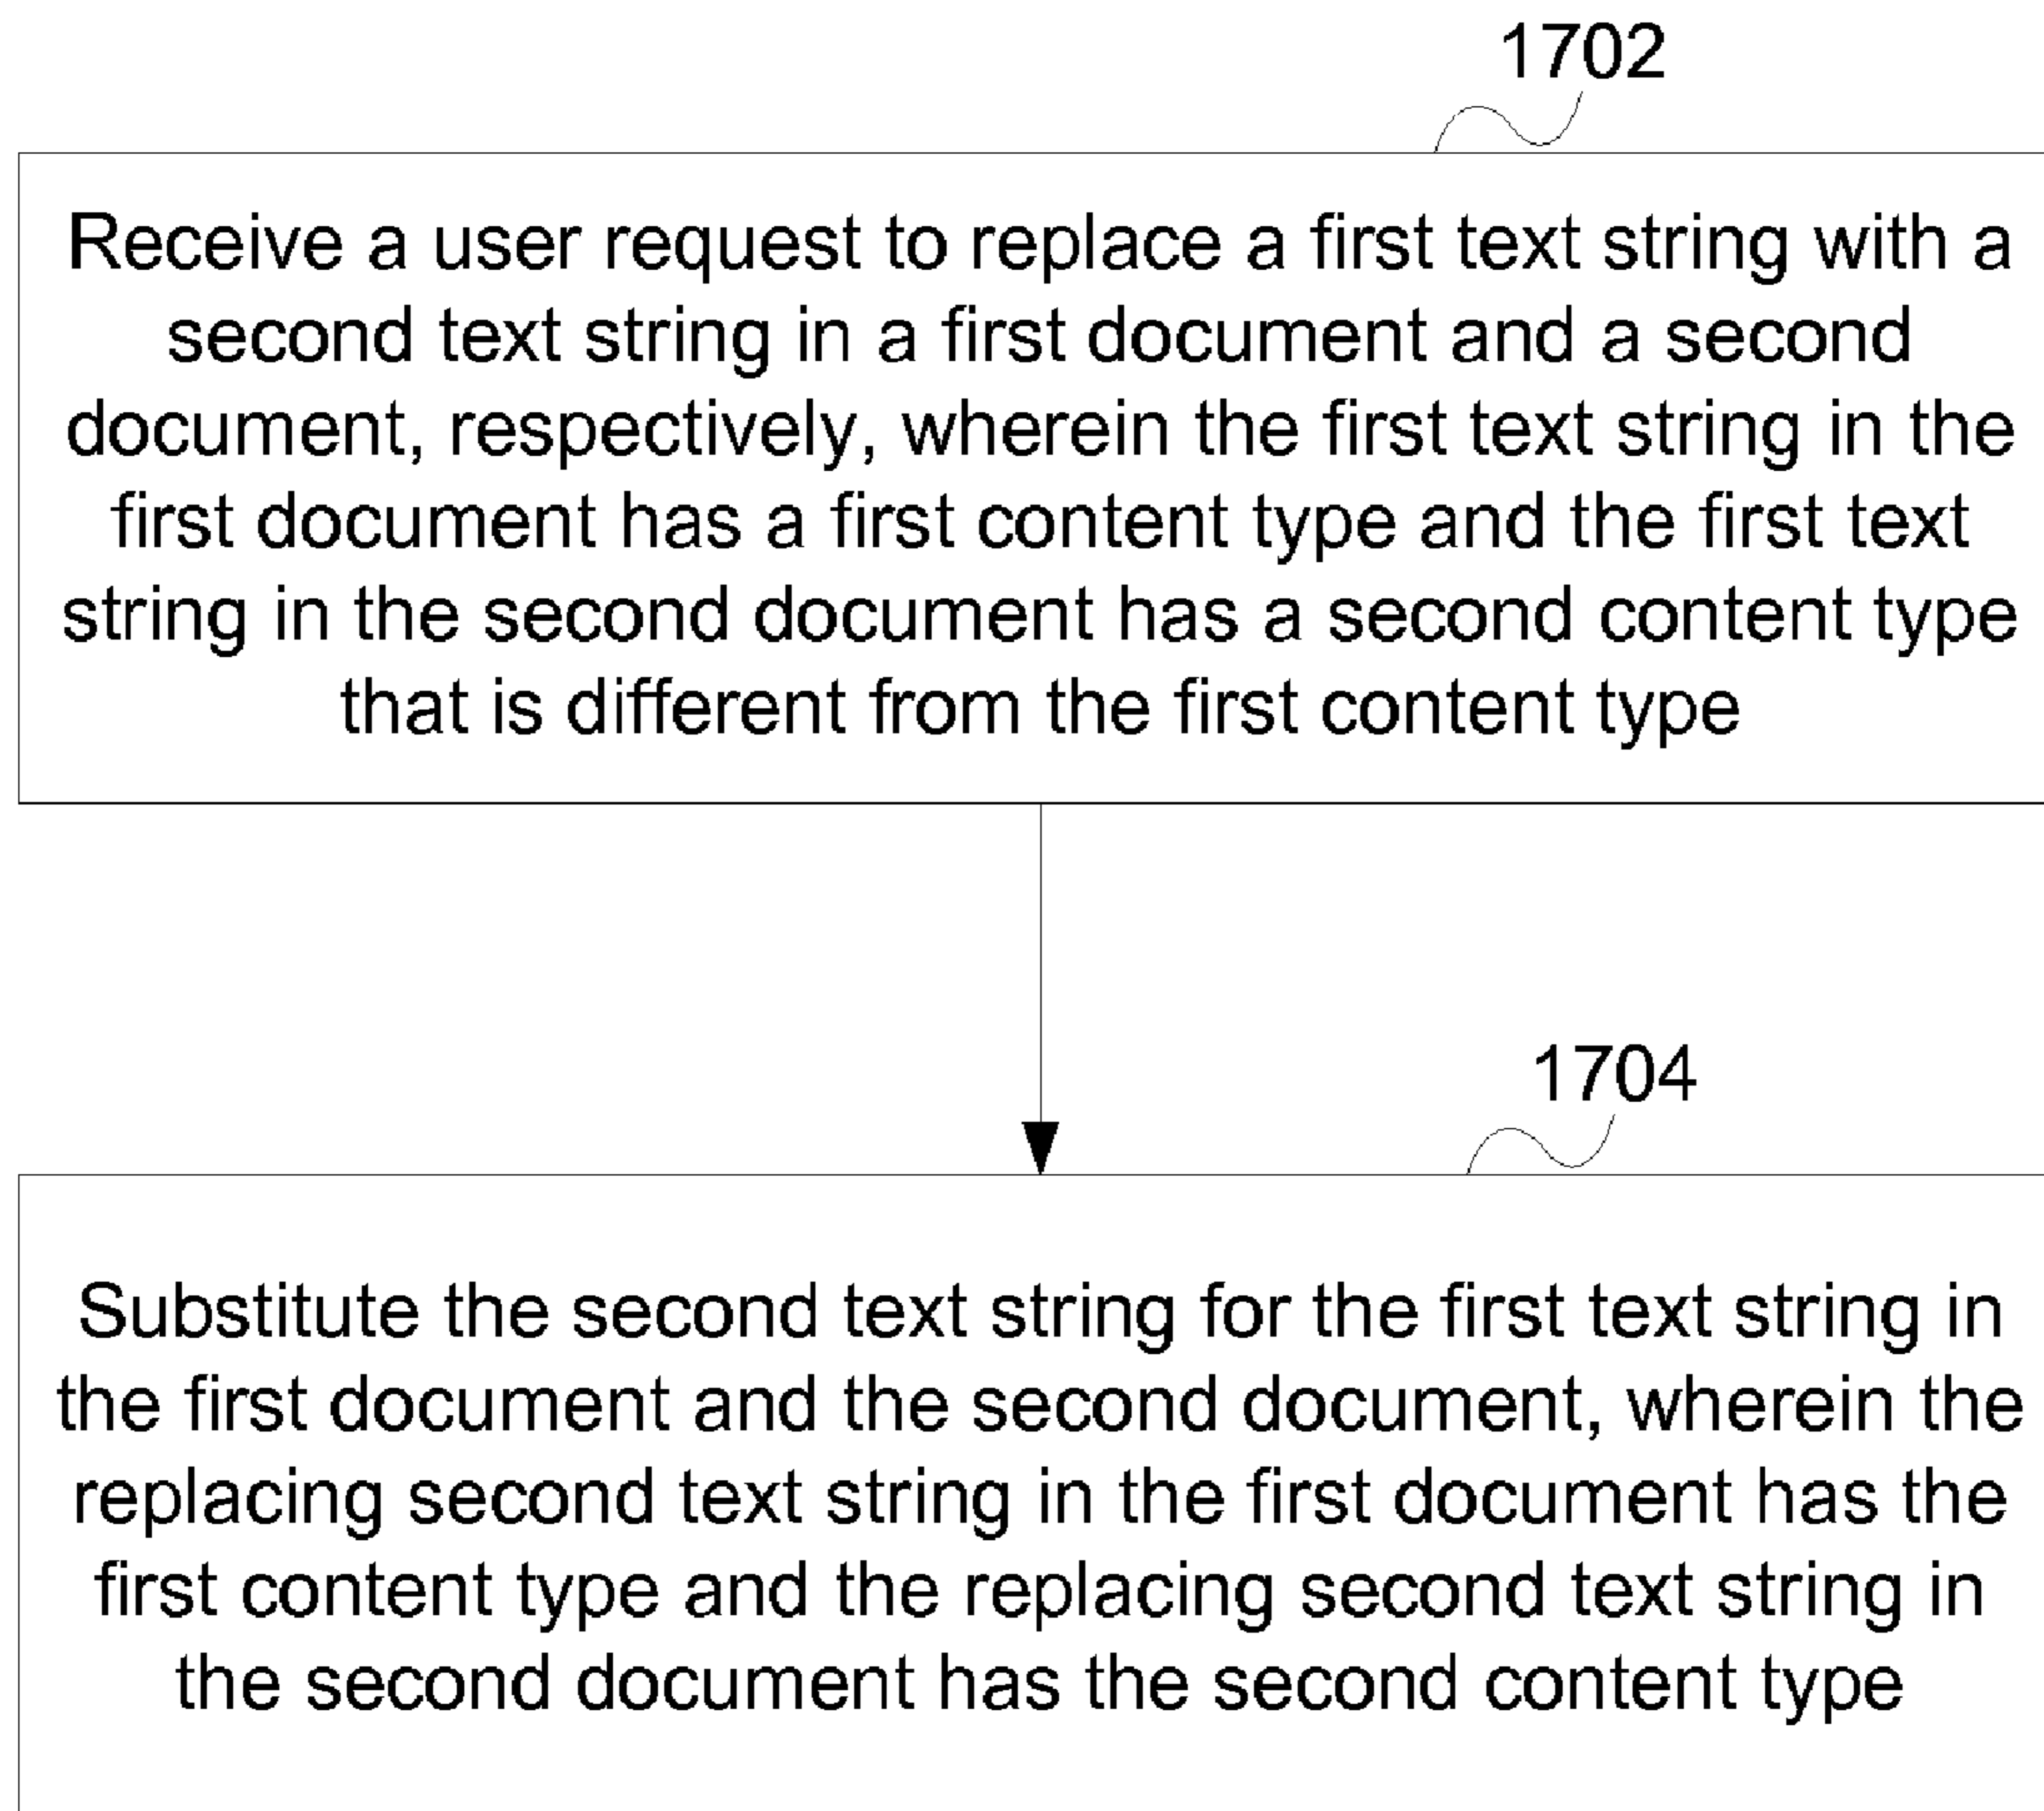 1702
Receive a user request to replace a first text string with a
second text string in a first document and a second
document, respectively, wherein the first text string in the
first document has a first content type and the first text
string in the second document has a second content type
that is different from the first content type
1704
Substitute the second text string for the first text string in
the first document and the second document, wherein the
replacing second text string in the first document has the
first content type and the replacing second text string in
the second document has the second content type